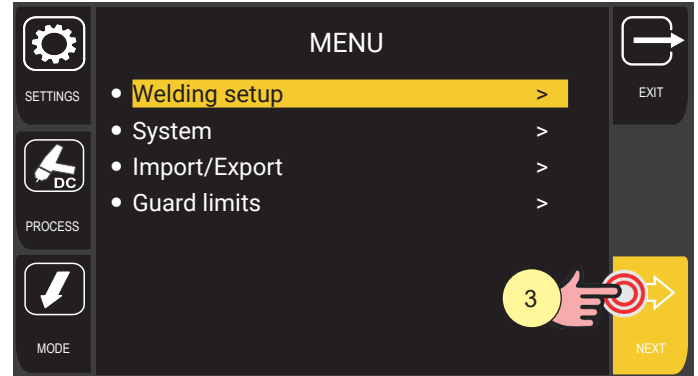 MENU
SETTINGS
EXIT
• Welding setup >
• System >
• Import/Export >
• Guard limits >
DC
PROCESS
3
MODE
NEXT